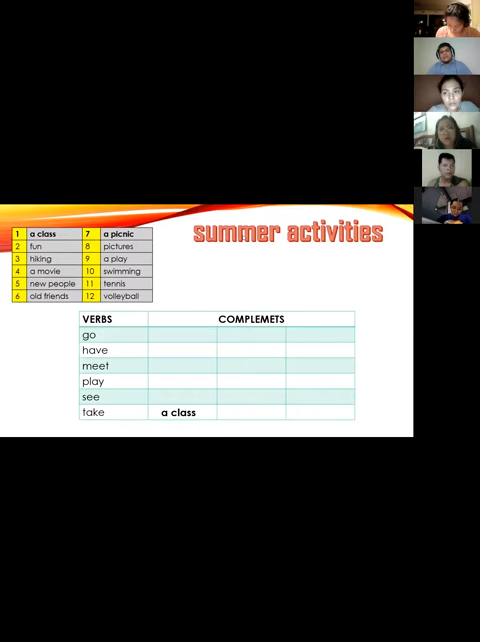 summer activities
1 a class 7 a picnic
2 fun 8 pictures
3 hiking 9 a play
4 a movie 10 swimming
5 new people 11 tennis
6 old friends 12 volleyball
VERBS COMPLEMETS
go
have
meet
play
see
take a class